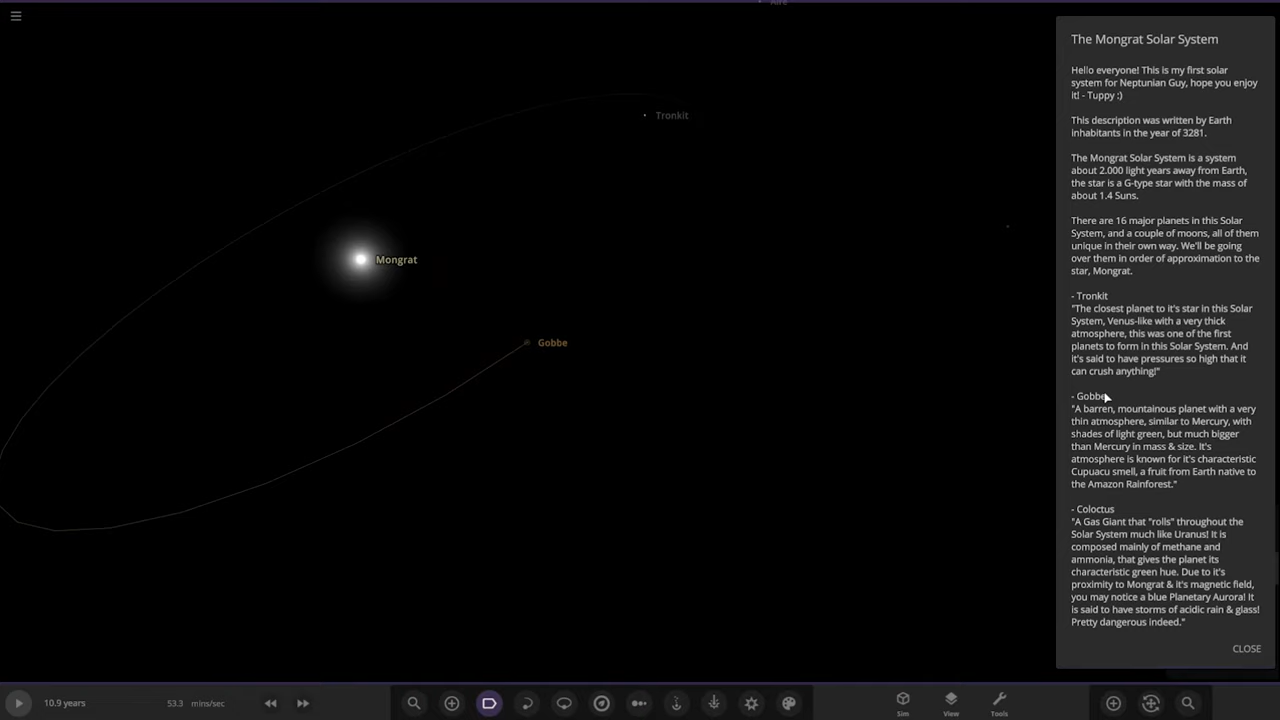 Aire
The Mongrat Solar System
Hello everyone! This is my first solar
system for Neptunian Guy, hope you enjoy
it! - Tuppy :)
This description was written by Earth
inhabitants in the year of 3281.
The Mongrat Solar System is a system
about 2.000 light years away from Earth,
the star is a G-type star with the mass of
about 1.4 Suns.
There are 16 major planets in this Solar
System, and a couple of moons, all of them
unique in their own way. We'll be going
over them in order of approximation to the
star, Mongrat.
- Tronkit
"The closest planet to it's star in this Solar
System, Venus-like with a very thick
atmosphere, this was one of the first
planets to form in this Solar System. And
it's said to have pressures so high that it
can crush anything!"
- Gobbe
"A barren, mountainous planet with a very
thin atmosphere, similar to Mercury, with
shades of light green, but much bigger
than Mercury in mass & size. It's
atmosphere is known for it's characteristic
Cupuacu smell, a fruit from Earth native to
the Amazon Rainforest."
- Coloctus
"A Gas Giant that "rolls" throughout the
Solar System much like Uranus! It is
composed mainly of methane and
ammonia, that gives the planet its
characteristic green hue. Due to it's
proximity to Mongrat & it's magnetic field,
you may notice a blue Planetary Aurora! It
is said to have storms of acidic rain & glass!
Pretty dangerous indeed."
CLOSE
Tronkit
Mongrat
Gobbe
10.9 years
53.3 mins/sec
Sim
View
Tools